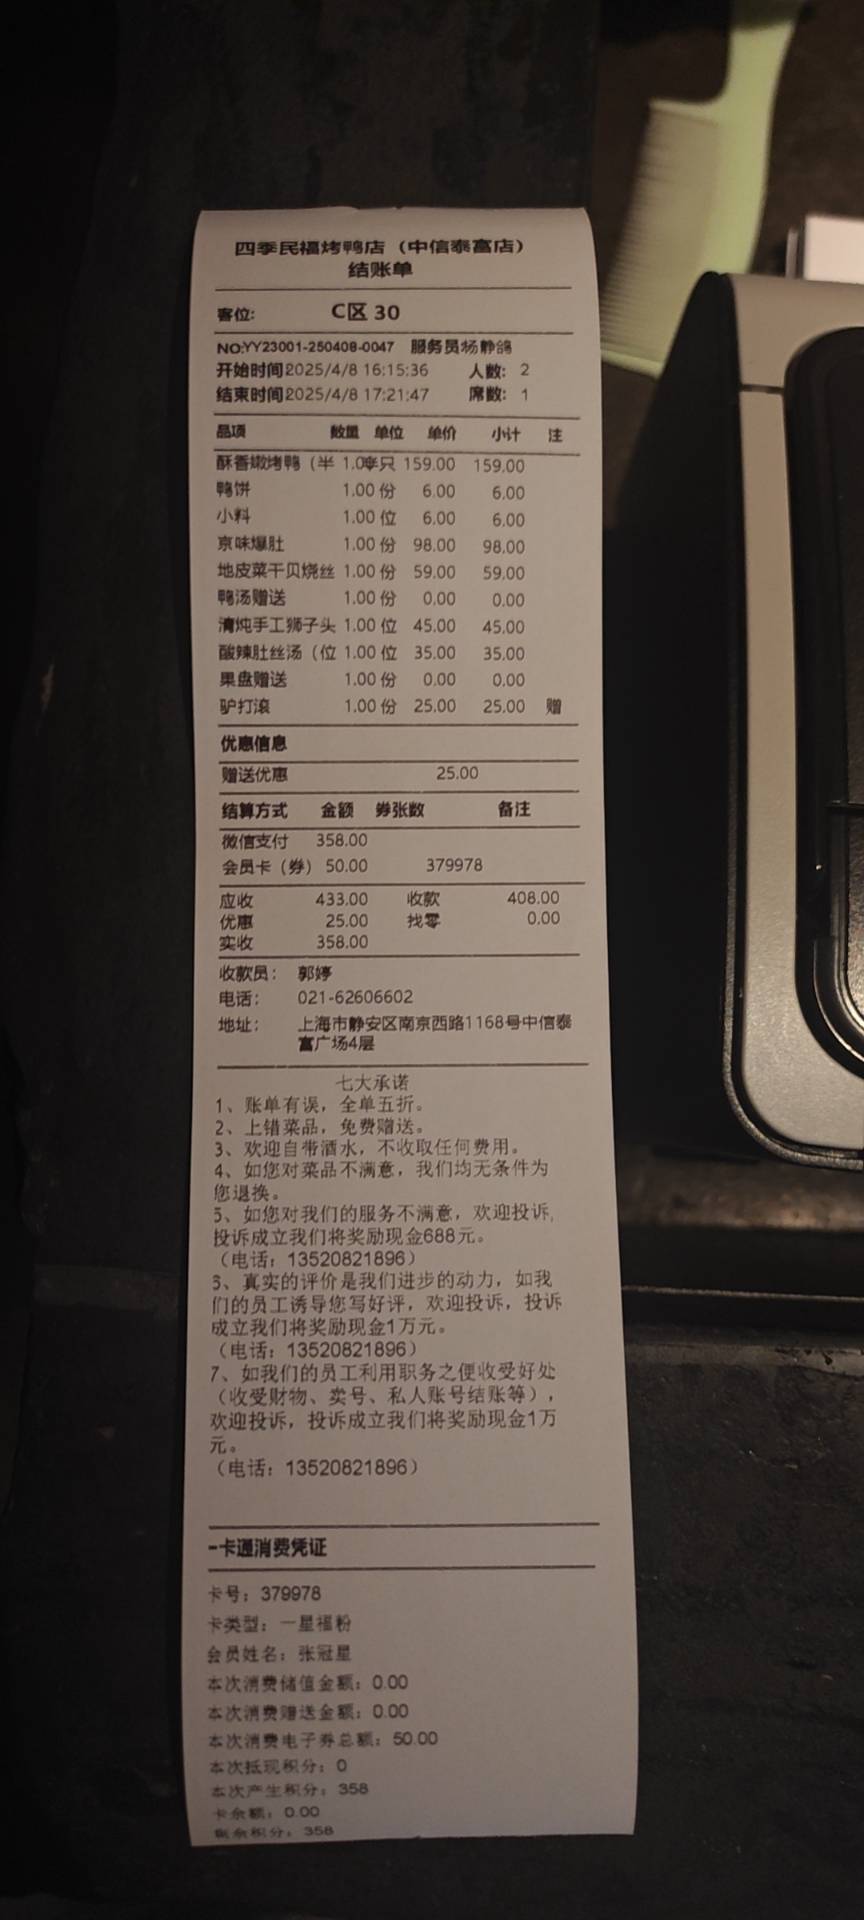 四季民福烤鸭店（中信泰富店）
结账单
客位： C区 30
NO:YY23001-250408-0047 服务员杨静鸽
开始时间2025/4/8 16:15:36 人数： 2
结束时间2025/4/8 17:21:47 席数： 1
品项 数量 单位 单价 小计 注
酥香嫩烤鸭（半 1.00 只 159.00 159.00
鸭饼 1.00 份 6.00 6.00
小料 1.00 位 6.00 6.00
京味爆肚 1.00 份 98.00 98.00
地皮菜干贝烧丝 1.00 份 59.00 59.00
鸭汤赠送 1.00 份 0.00 0.00
清炖手工狮子头 1.00 位 45.00 45.00
酸辣肚丝汤（位 1.00 位 35.00 35.00
果盘赠送 1.00 份 0.00 0.00
驴打滚 1.00 份 25.00 25.00 赠
优惠信息
赠送优惠 25.00
结算方式 金额 券张数 备注
微信支付 358.00
会员卡（券） 50.00 379978
应收 433.00 收款 408.00
优惠 25.00 找零 0.00
实收 358.00
收款员： 郭婷
电话： 021-62606602
地址： 上海市静安区南京西路1168号中信泰
富广场4层
七大承诺
1、账单有误，全单五折。
2、上错菜品，免费赠送。
3、欢迎自带酒水，不收取任何费用。
4、如您对菜品不满意，我们均无条件为
您退换。
5、如您对我们的服务不满意，欢迎投诉，
投诉成立我们将奖励现金688元。
（电话：13520821896）
6、真实的评价是我们进步的动力，如我
们的员工诱导您写好评，欢迎投诉，投诉
成立我们将奖励现金1万元。
（电话：13520821896）
7、如我们的员工利用职务之便收受好处
（收受财物、卖号、私人账号结账等），
欢迎投诉，投诉成立我们将奖励现金1万
元。
（电话：13520821896）
一卡通消费凭证
卡号：379978
卡类型：一星福粉
会员姓名：张冠星
本次消费储值金额：0.00
本次消费赠送金额：0.00
本次消费电子券总额：50.00
本次抵现积分：0
本次产生积分：358
卡余额：0.00
剩余积分：358